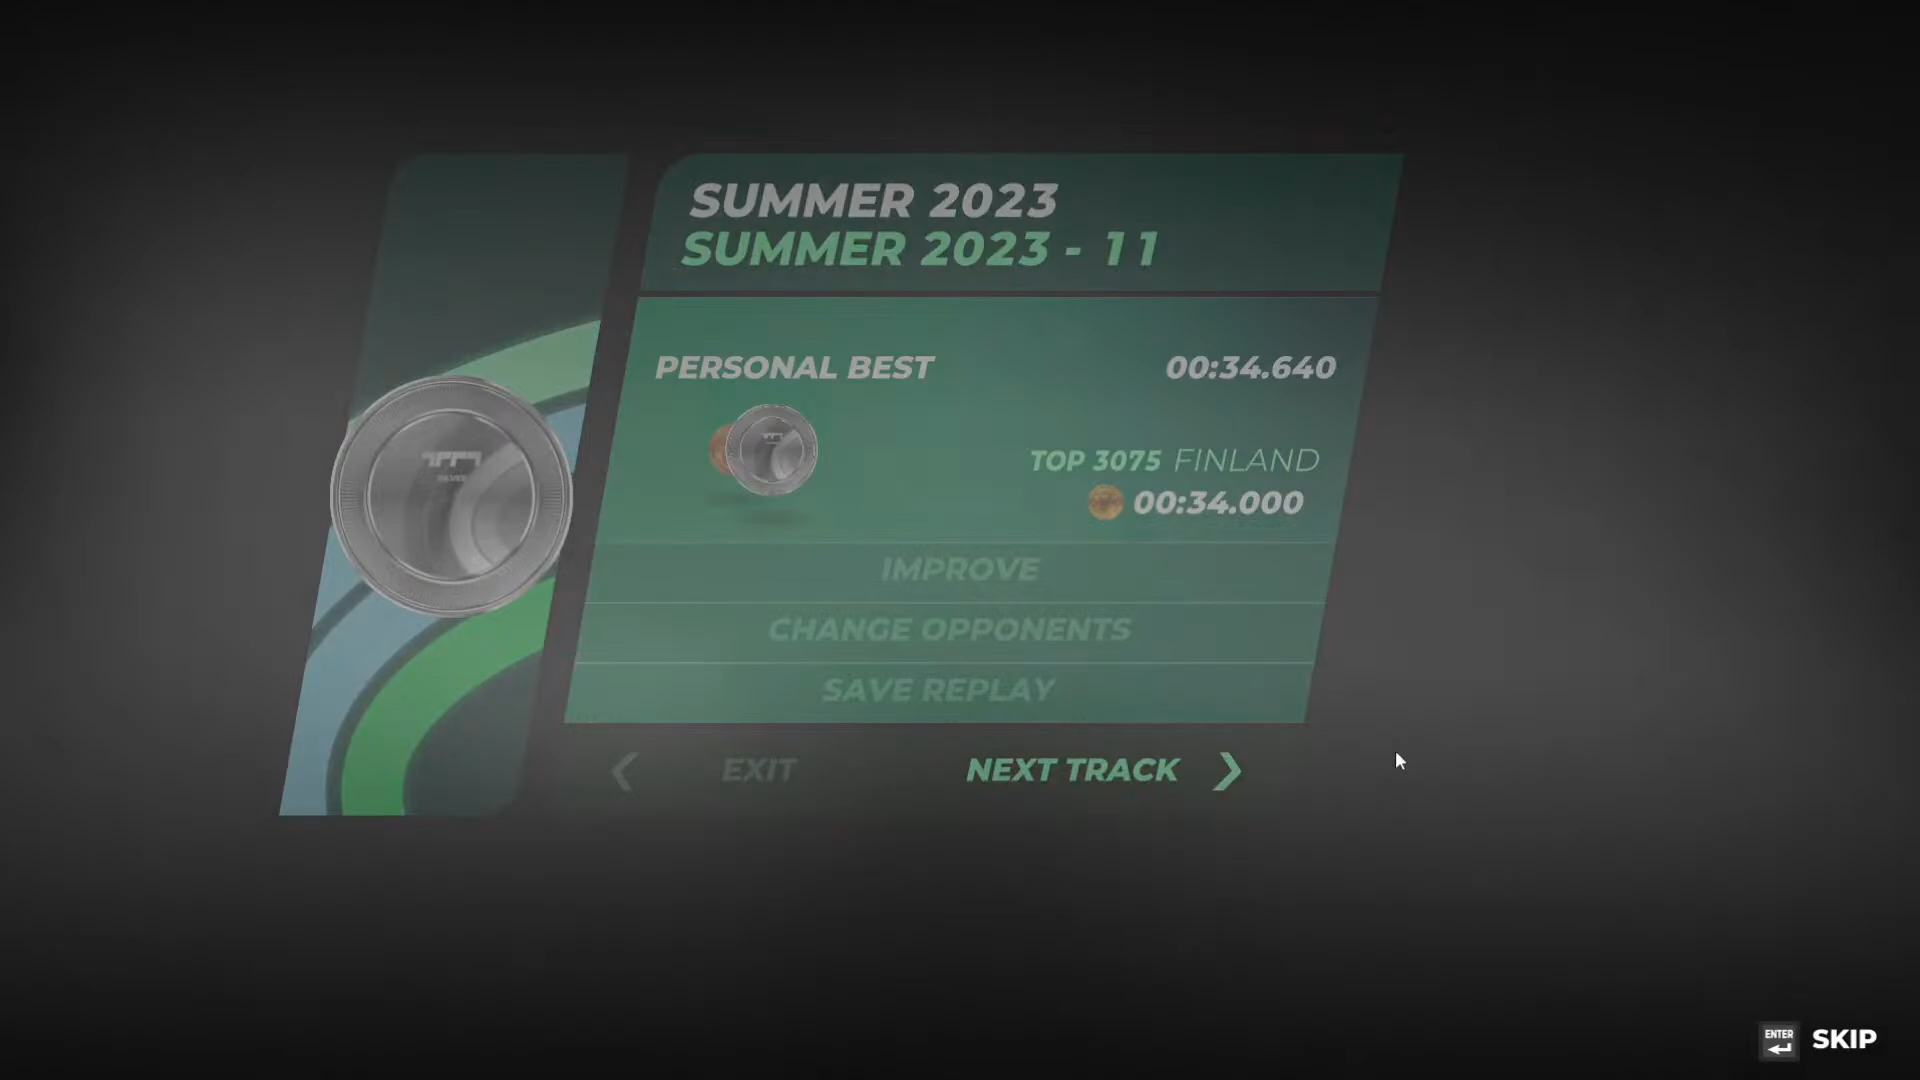 SUMMER 2023
SUMMER 2023 - 11
PERSONAL BEST 00:34.640
TOP 3075 FINLAND
00:34.000
IMPROVE
CHANGE OPPONENTS
SAVE REPLAY
EXIT NEXT TRACK
ENTER SKIP